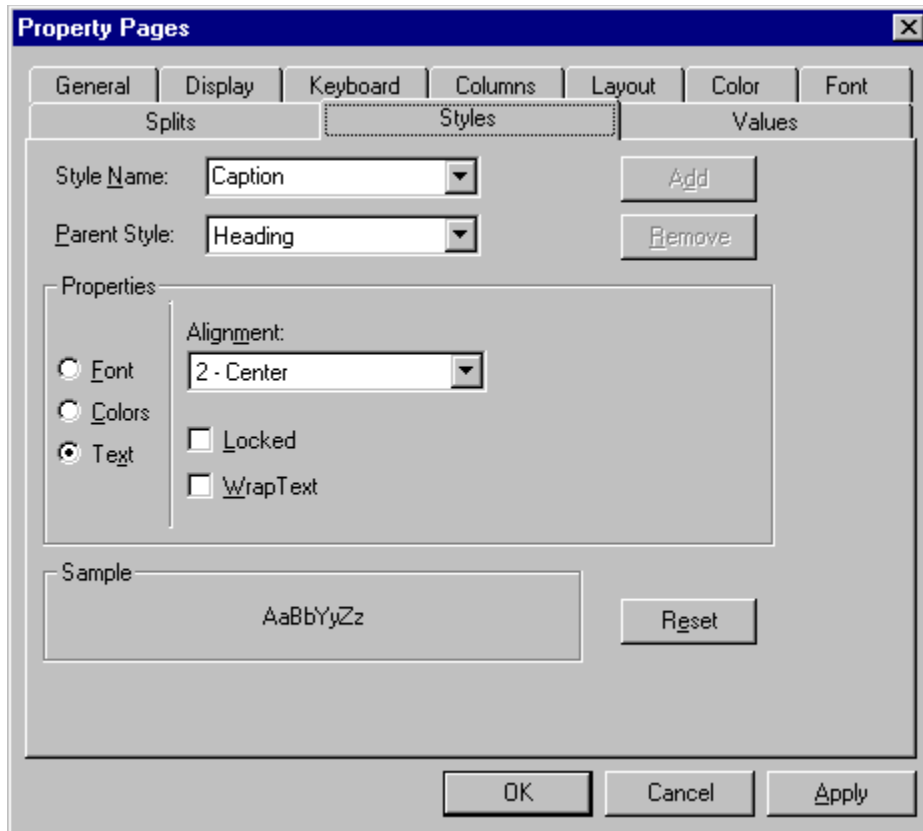 Property Pages
General Display Keyboard Columns Layout Color Font
Splits Styles Values
Style Name: Caption Add
Parent Style: Heading Remove
Properties
Alignment:
Font 2 - Center
Colors
Locked
Text
WrapText
Sample
AaBbYyZz
Reset
OK Cancel Apply